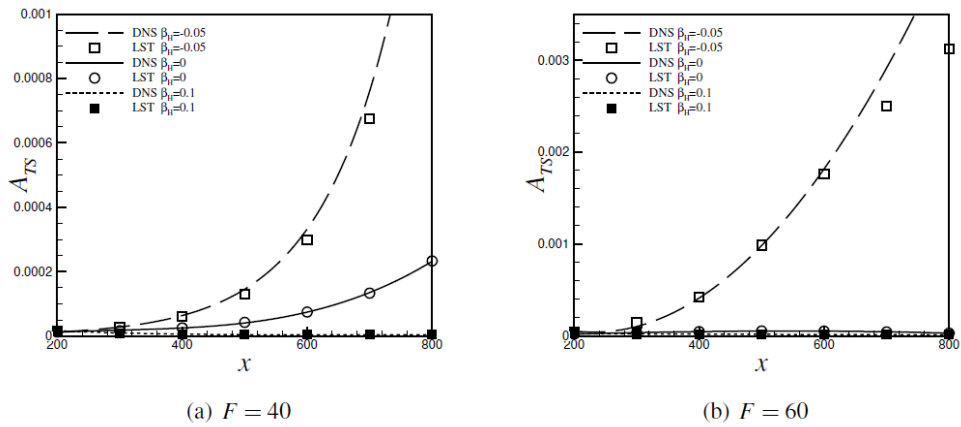 0.001
0.0008
0.0006
0.0004
0.0002
0
A_TS
DNS β_H=-0.05
LST β_H=-0.05
DNS β_H=0
LST β_H=0
DNS β_H=0.1
LST β_H=0.1
200 400 600 800
x
(a) F = 40
0.003
0.002
0.001
0
A_TS
DNS β_H=-0.05
LST β_H=-0.05
DNS β_H=0
LST β_H=0
DNS β_H=0.1
LST β_H=0.1
200 400 600 800
x
(b) F = 60